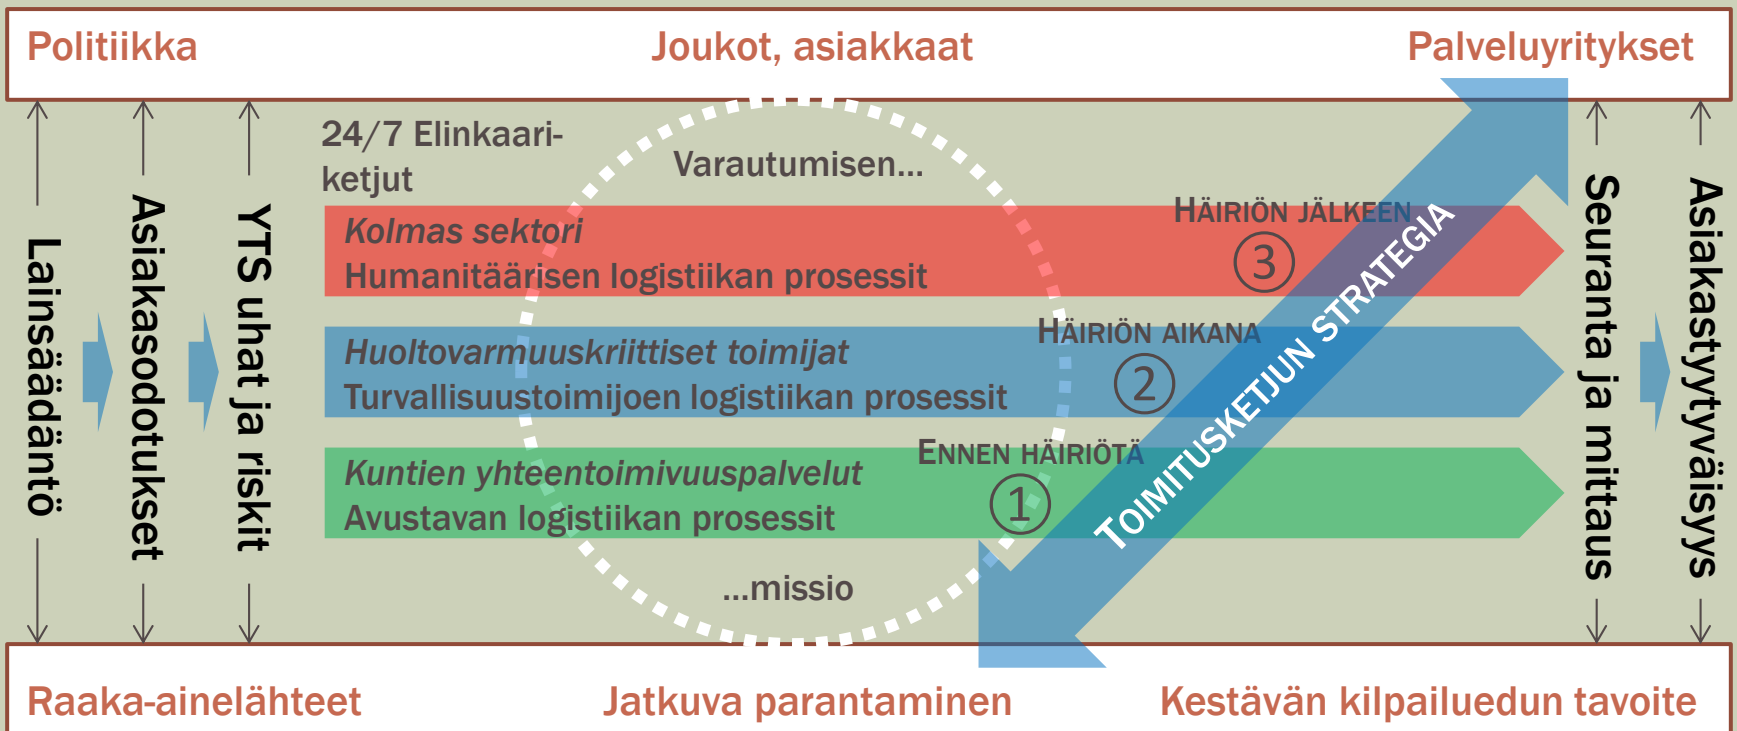 Politiikka
Joukot, asiakkaat
Palveluyritykset
Lainsäädäntö
Asiakasodotukset
YTS uhat ja riskit
24/7 Elinkaari-
ketjut
Varautumisen...
Kolmas sektori
Humanitäärisen logistiikan prosessit
HÄIRIÖN JÄLKEEN
3
Huoltovarmuuskriittiset toimijat
Turvallisuustoimijoen logistiikan prosessit
HÄIRIÖN AIKANA
2
Kuntien yhteentoimivuuspalvelut
Avustavan logistiikan prosessit
ENNEN HÄIRIÖTÄ
1
...missio
TOIMITUSKETJUN STRATEGIA
Seuranta ja mittaus
Asiakastyytyväisyys
Raaka-ainelähteet
Jatkuva parantaminen
Kestävän kilpailuedun tavoite